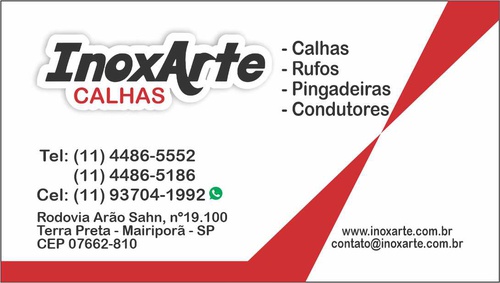 InoxArte
CALHAS
- Calhas
- Rufos
- Pingadeiras
- Condutores
Tel: (11) 4486-5552
(11) 4486-5186
Cel: (11) 93704-1992
Rodovia Arão Sahn, nº19.100
Terra Preta - Mairiporã - SP
CEP 07662-810
www.inoxarte.com.br
contato@inoxarte.com.br